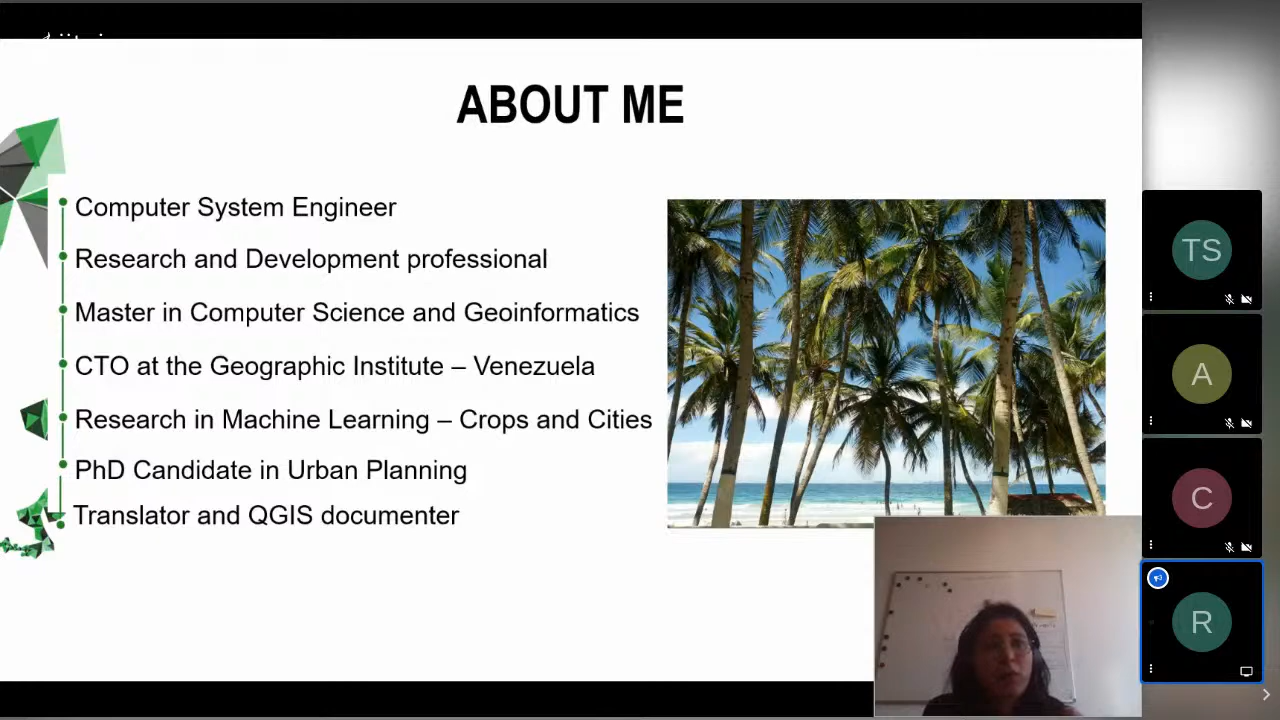 ABOUT ME
Computer System Engineer
Research and Development professional
Master in Computer Science and Geoinformatics
CTO at the Geographic Institute – Venezuela
Research in Machine Learning – Crops and Cities
PhD Candidate in Urban Planning
Translator and QGIS documenter
TS
A
C
R